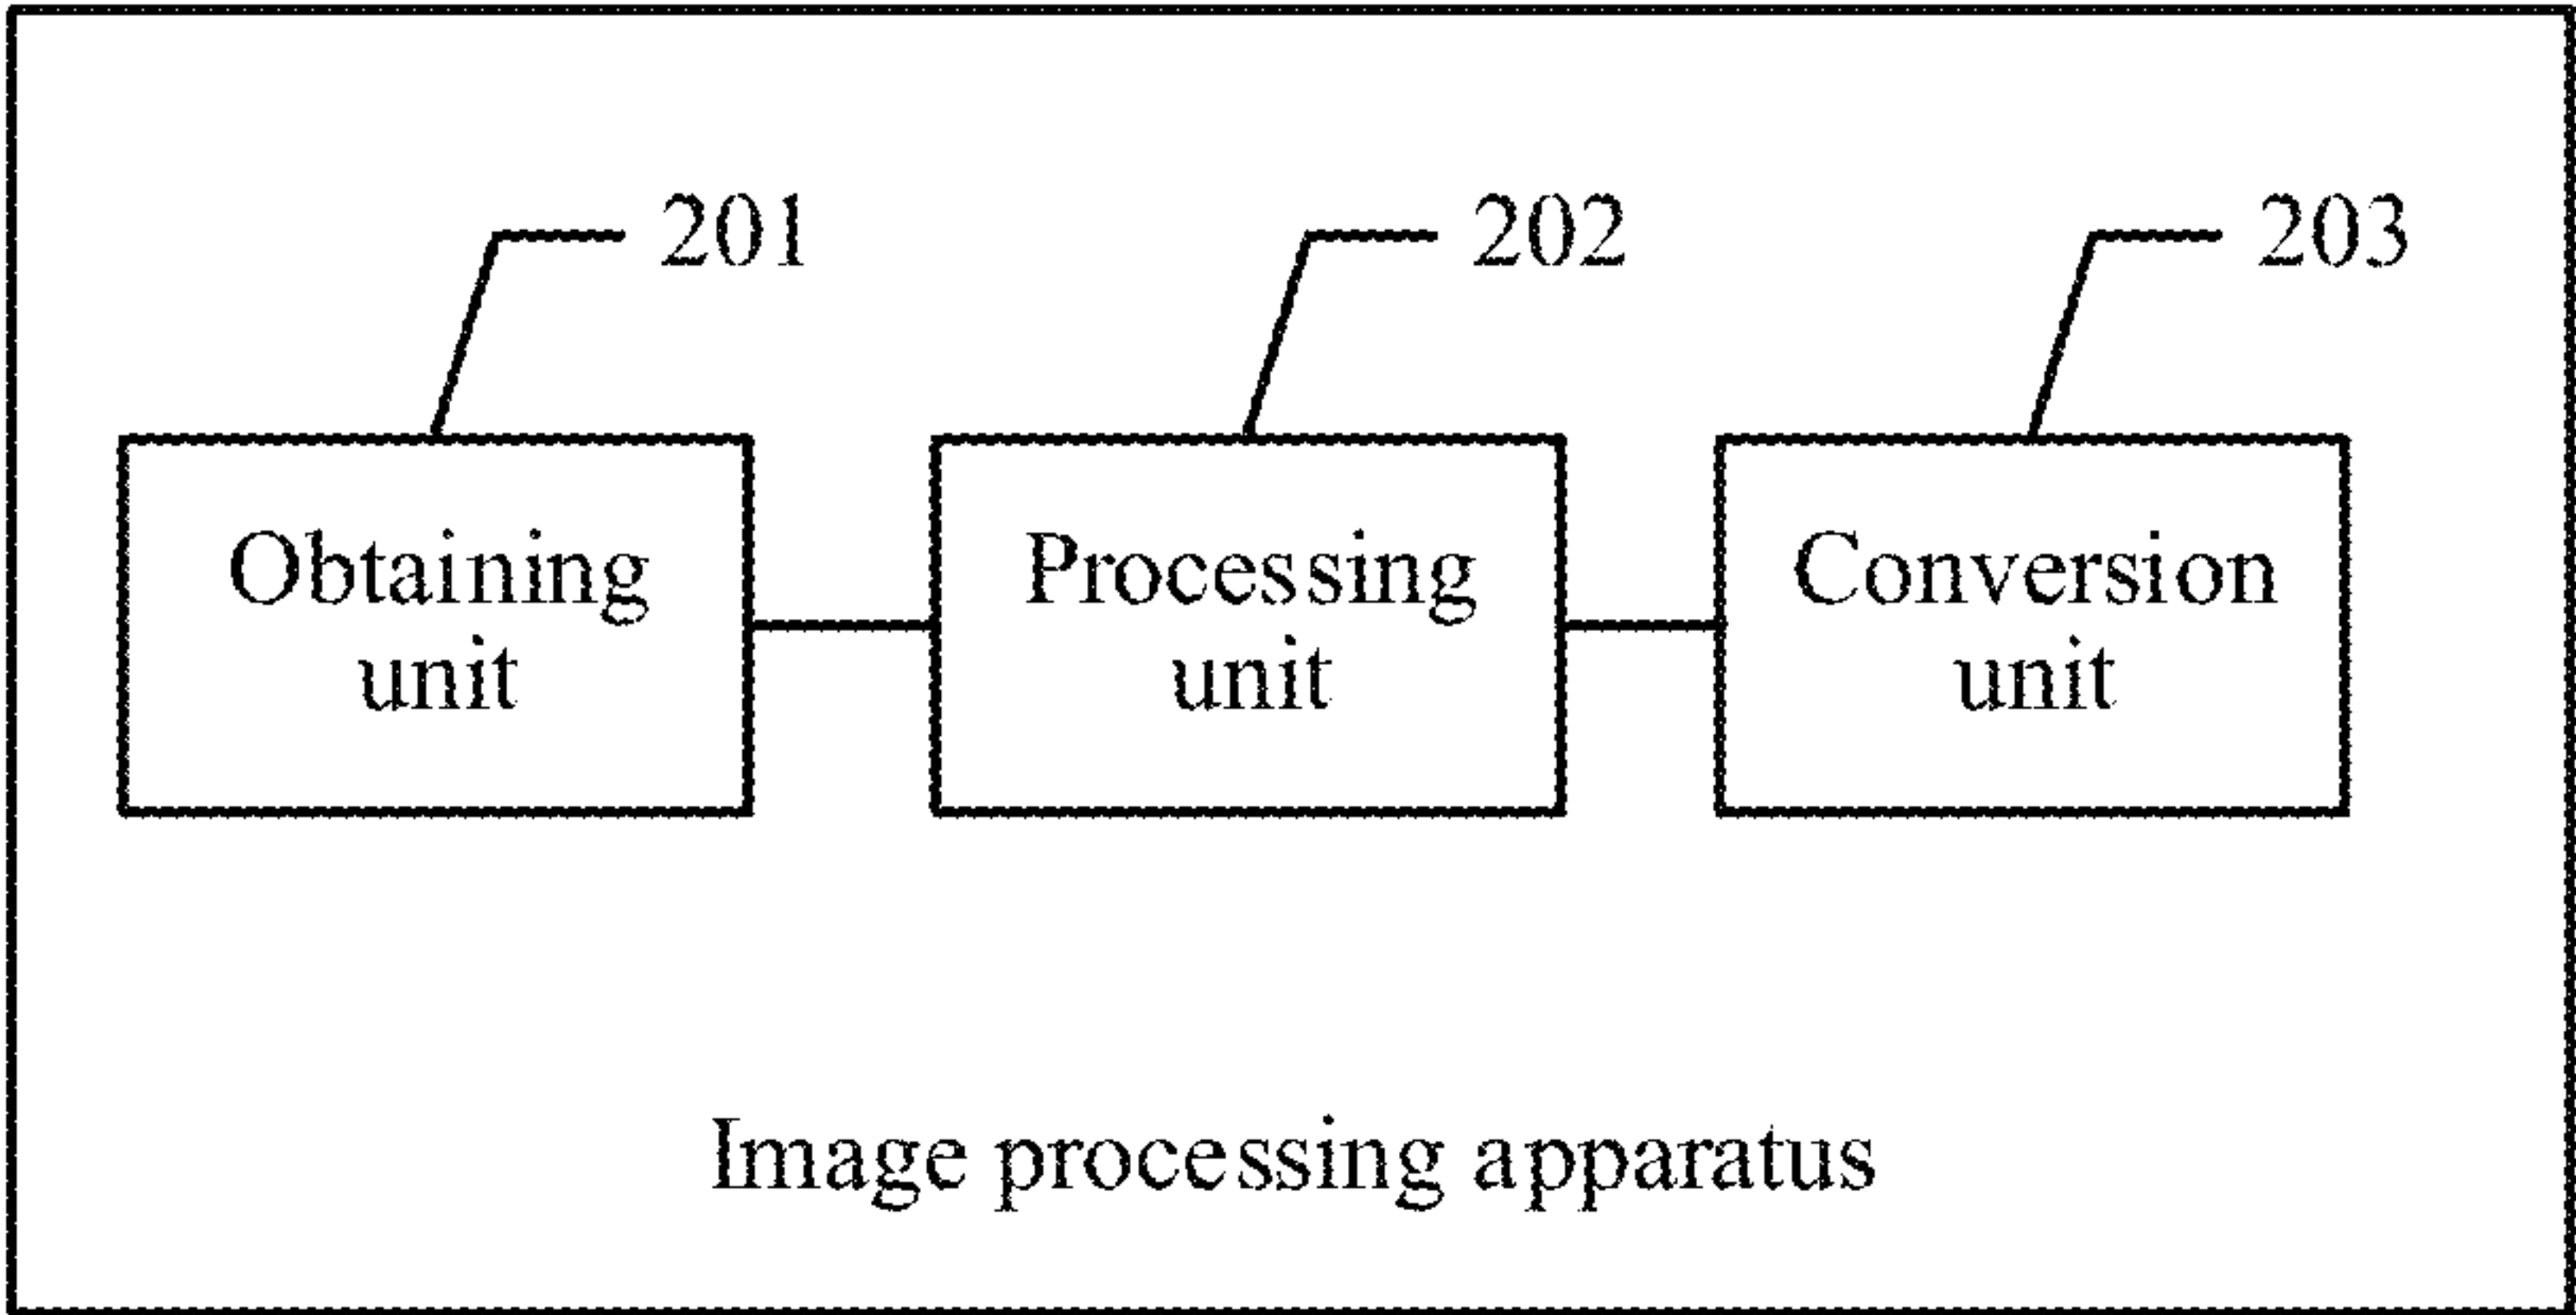 201
202
203
Obtaining
unit
Processing
unit
Conversion
unit
Image processing apparatus